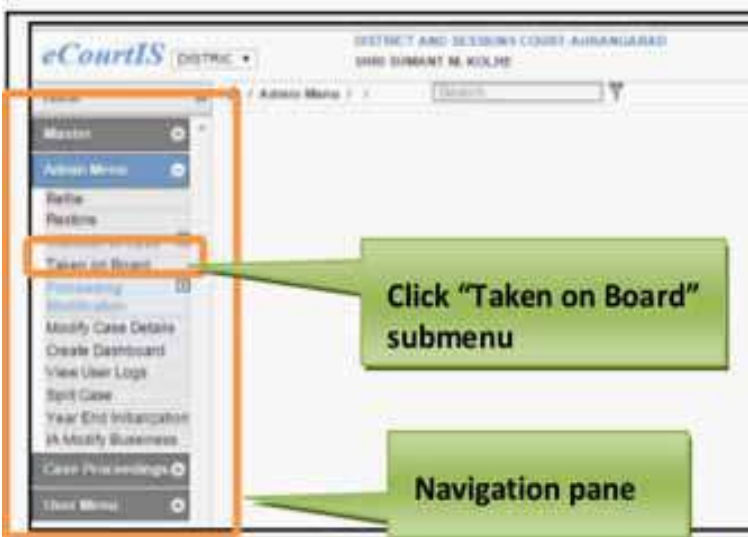 eCourtIS DISTRIC
DISTRICT AND SESSIONS COURT AURANGABAD
SHRI SUMANT M. KOLHE
/ Admin Menu / /
Search
Master
Admin Menu
Refile
Restore
Taken on Board
Click "Taken on Board"
submenu
Modification
Modify Case Details
Create Dashboard
View User Logs
Split Case
Year End Initialization
IA Modify Business
Case Proceedings
User Menu
Navigation pane